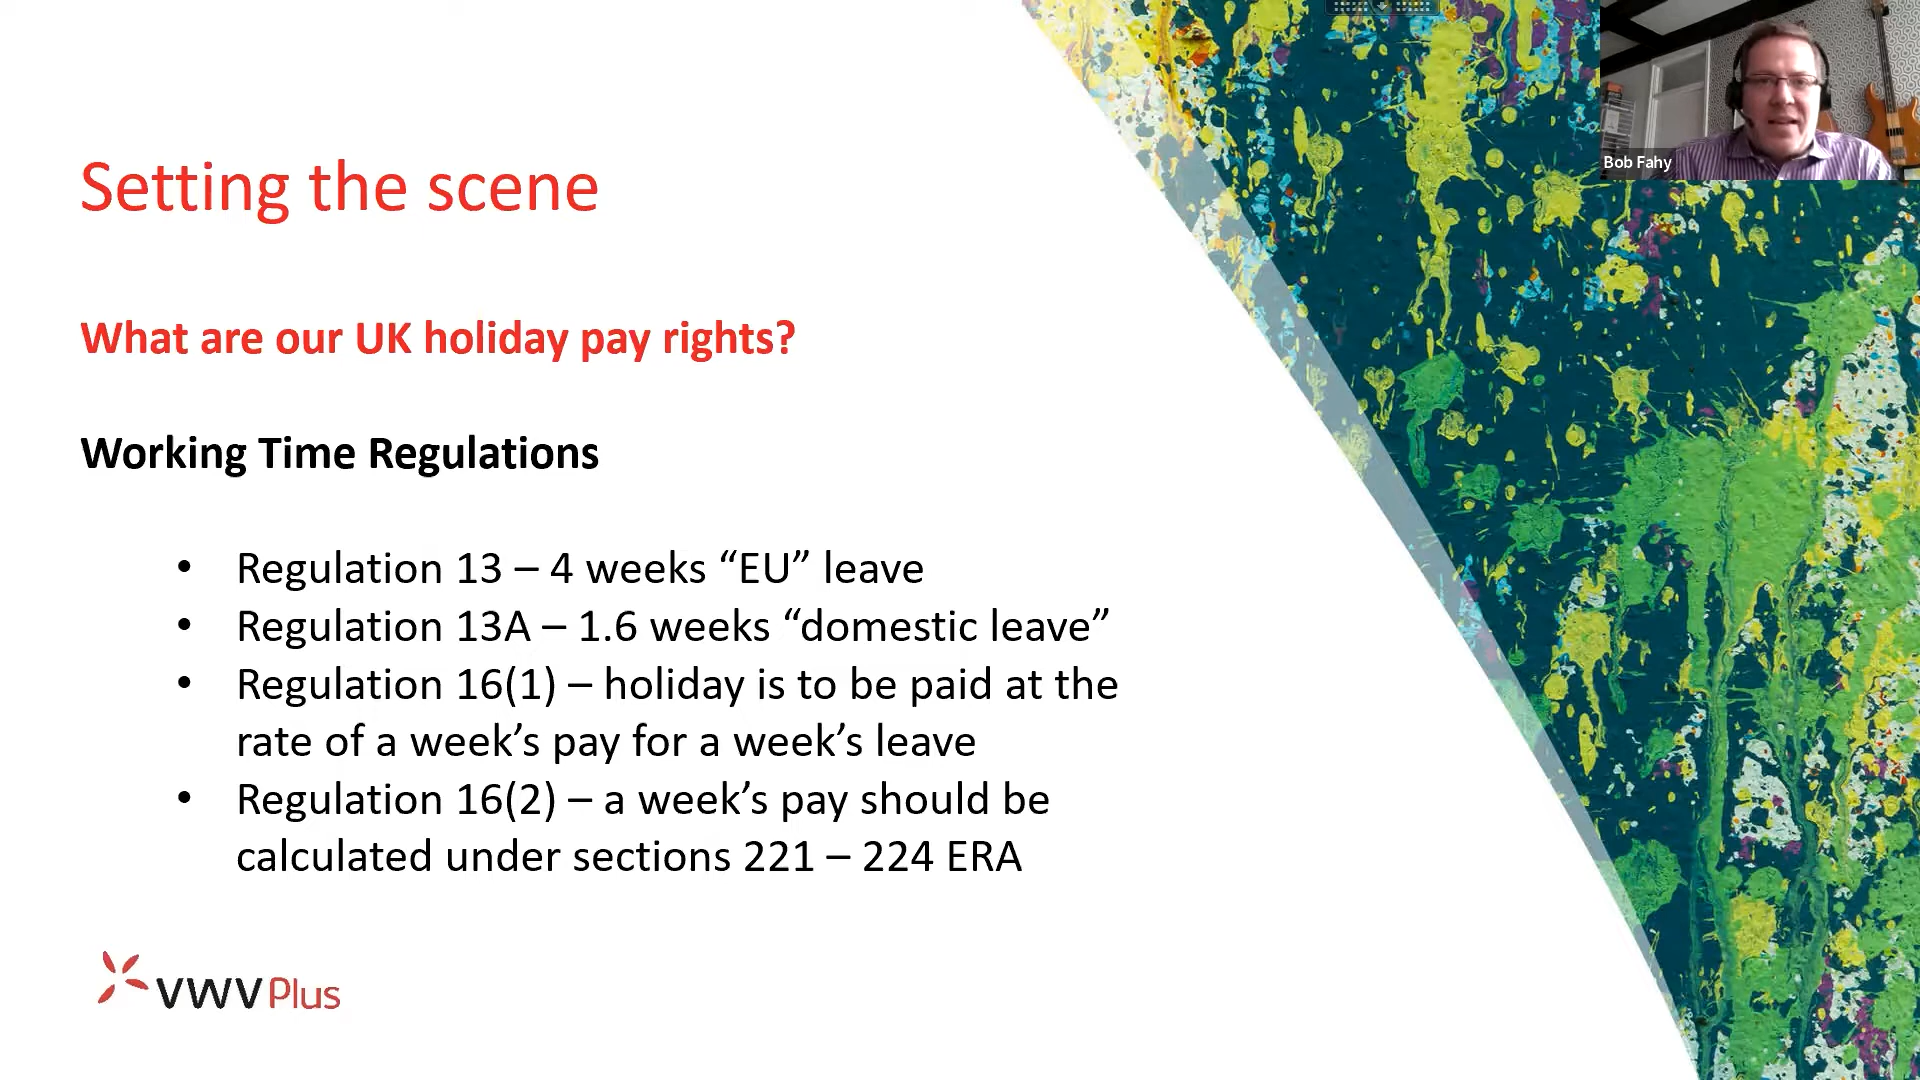 Setting the scene
What are our UK holiday pay rights?
Working Time Regulations
• Regulation 13 – 4 weeks “EU” leave
• Regulation 13A – 1.6 weeks “domestic leave”
• Regulation 16(1) – holiday is to be paid at the
rate of a week’s pay for a week’s leave
• Regulation 16(2) – a week’s pay should be
calculated under sections 221 – 224 ERA
VWV Plus
Bob Fahy